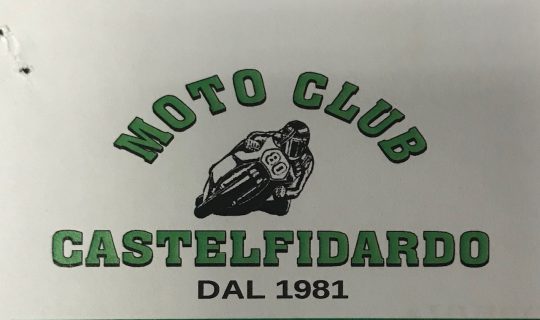 MOTO CLUB
80
CASTELFIDARDO
DAL 1981